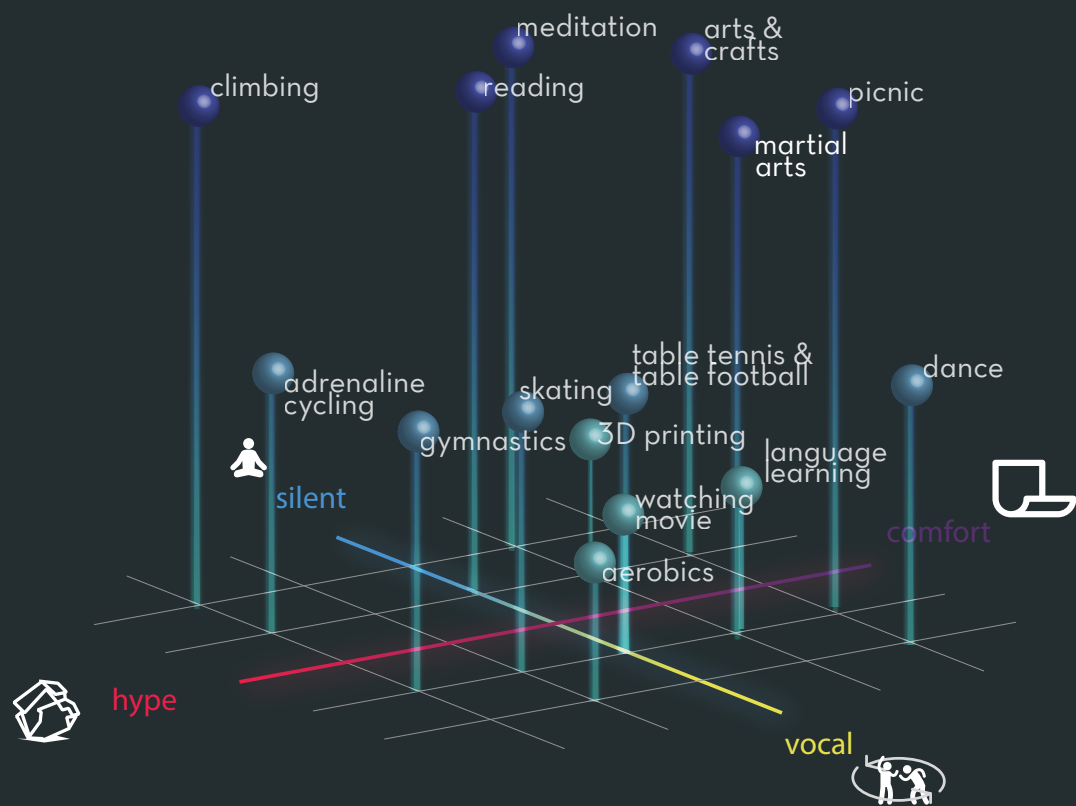 meditation
arts &
crafts
climbing
reading
picnic
martial
arts
table tennis &
table football
dance
adrenaline
cycling
skating
gymnastics
3D printing
language
learning
silent
watching
movie
comfort
aerobics
hype
vocal